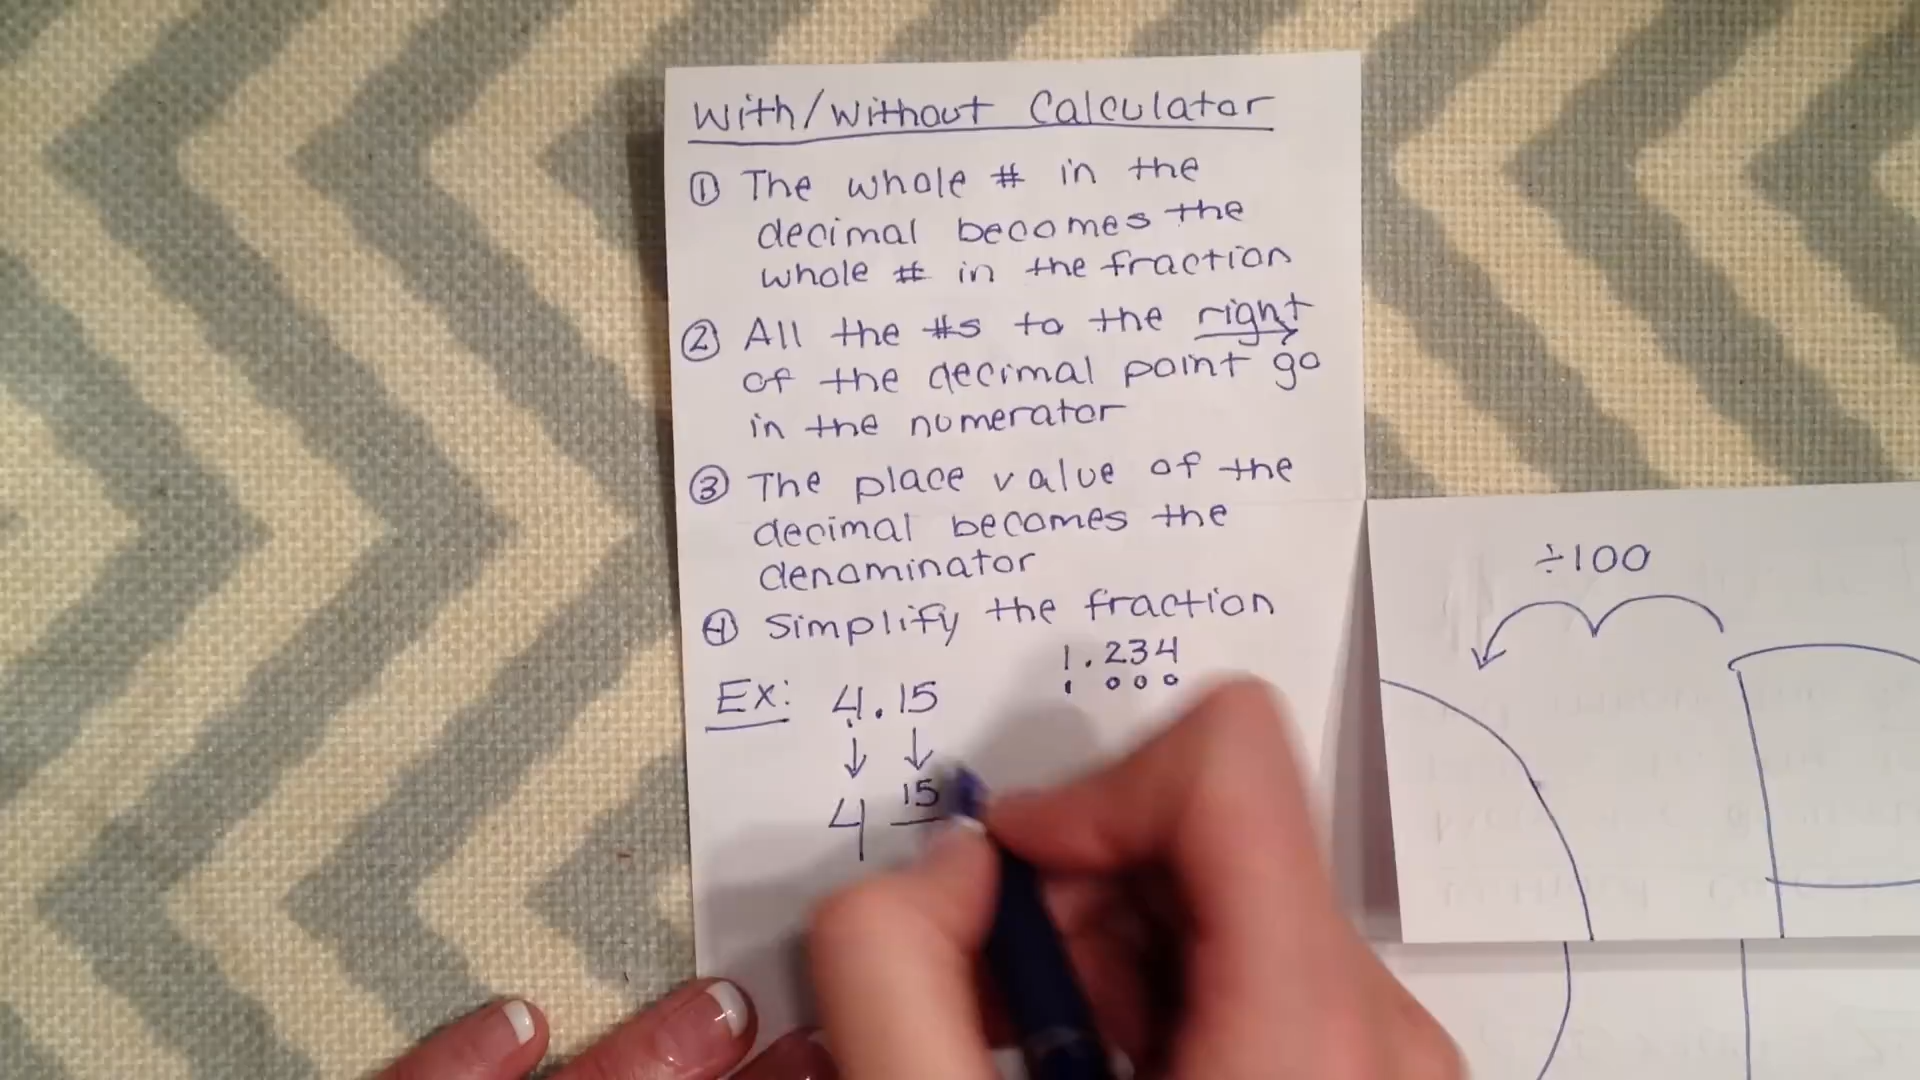 With/Without Calculator
① The whole # in the
decimal becomes the
whole # in the fraction
② All the #s to the right
of the decimal point go
in the numerator
③ The place value of the
decimal becomes the
denominator
④ Simplify the fraction
1.234
1 000
Ex: 4.15
4 15
÷100